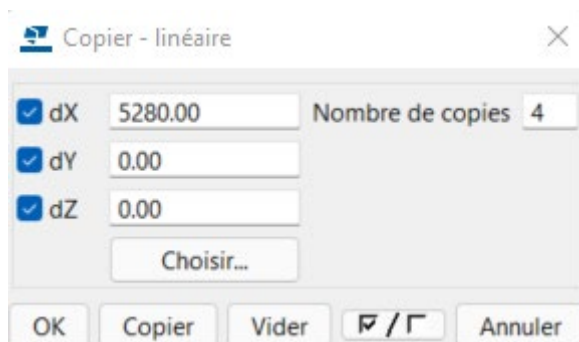 Copier - linéaire
dX 5280.00 Nombre de copies 4
dY 0.00
dZ 0.00
Choisir...
OK Copier Vider / Annuler